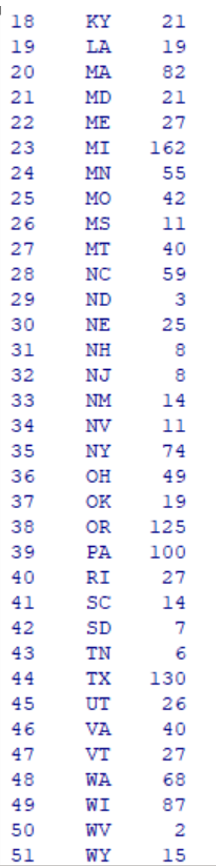 18 KY 21
19 LA 19
20 MA 82
21 MD 21
22 ME 27
23 MI 162
24 MN 55
25 MO 42
26 MS 11
27 MT 40
28 NC 59
29 ND 3
30 NE 25
31 NH 8
32 NJ 8
33 NM 14
34 NV 11
35 NY 74
36 OH 49
37 OK 19
38 OR 125
39 PA 100
40 RI 27
41 SC 14
42 SD 7
43 TN 6
44 TX 130
45 UT 26
46 VA 40
47 VT 27
48 WA 68
49 WI 87
50 WV 2
51 WY 15